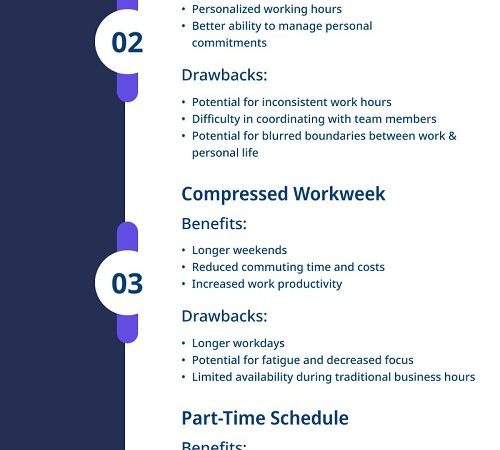 • Personalized working hours
• Better ability to manage personal
commitments
02
Drawbacks:
• Potential for inconsistent work hours
• Difficulty in coordinating with team members
• Potential for blurred boundaries between work &
personal life
Compressed Workweek
Benefits:
• Longer weekends
• Reduced commuting time and costs
• Increased work productivity
03
Drawbacks:
• Longer workdays
• Potential for fatigue and decreased focus
• Limited availability during traditional business hours
Part-Time Schedule
Benefits: